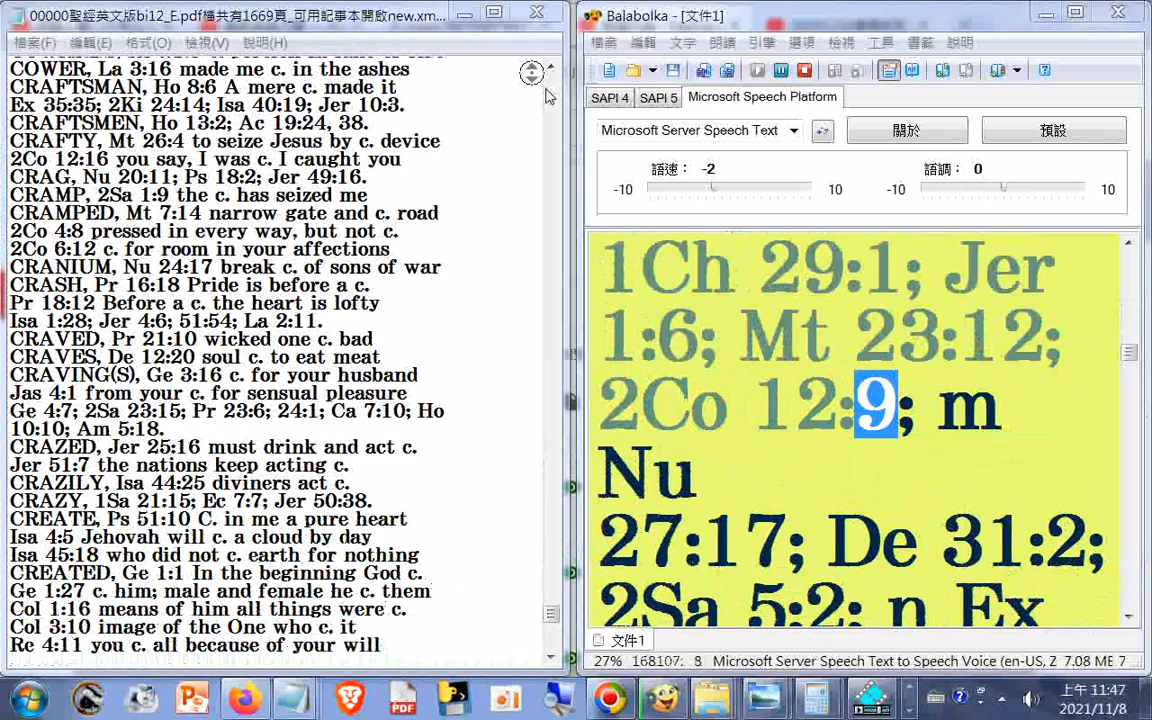 00000聖經英文版bi12_E.pdf檔共有1669頁_可用記事本開啟new.xm...
檔案(F) 編輯(E) 格式(O) 檢視(V) 說明(H)
COWER, La 3:16 made me c. in the ashes
CRAFTSMAN, Ho 8:6 A mere c. made it
Ex 35:35; 2Ki 24:14; Isa 40:19; Jer 10:3.
CRAFTSMEN, Ho 13:2; Ac 19:24, 38.
CRAFTY, Mt 26:4 to seize Jesus by c. device
2Co 12:16 you say, I was c. I caught you
CRAG, Nu 20:11; Ps 18:2; Jer 49:16.
CRAMP, 2Sa 1:9 the c. has seized me
CRAMPED, Mt 7:14 narrow gate and c. road
2Co 4:8 pressed in every way, but not c.
2Co 6:12 c. for room in your affections
CRANIUM, Nu 24:17 break c. of sons of war
CRASH, Pr 16:18 Pride is before a c.
Pr 18:12 Before a c. the heart is lofty
Isa 1:28; Jer 4:6; 51:54; La 2:11.
CRAVED, Pr 21:10 wicked one c. bad
CRAVES, De 12:20 soul c. to eat meat
CRAVING(S), Ge 3:16 c. for your husband
Jas 4:1 from your c. for sensual pleasure
Ge 4:7; 2Sa 23:15; Pr 23:6; 24:1; Ca 7:10; Ho
10:10; Am 5:18.
CRAZED, Jer 25:16 must drink and act c.
Jer 51:7 the nations keep acting c.
CRAZILY, Isa 44:25 diviners act c.
CRAZY, 1Sa 21:15; Ec 7:7; Jer 50:38.
CREATE, Ps 51:10 C. in me a pure heart
Isa 4:5 Jehovah will c. a cloud by day
Isa 45:18 who did not c. earth for nothing
CREATED, Ge 1:1 In the beginning God c.
Ge 1:27 c. him; male and female he c. them
Col 1:16 means of him all things were c.
Col 3:10 image of the One who c. it
Re 4:11 you c. all because of your will
Balabolka - [文件1]
檔案 編輯 文字 朗讀 引擎 選項 檢視 工具 書籤 說明
SAPI 4 SAPI 5 Microsoft Speech Platform
Microsoft Server Speech Text 關於 預設
語速： -2 語調： 0
-10 10 -10 10
1Ch 29:1; Jer
1:6; Mt 23:12;
2Co 12:9; m
Nu
27:17; De 31:2;
2Sa 5:2; n Ex
文件1
27% 168107: 8 Microsoft Server Speech Text to Speech Voice (en-US, Z 7.08 MB 7
上午 11:47
2021/11/8